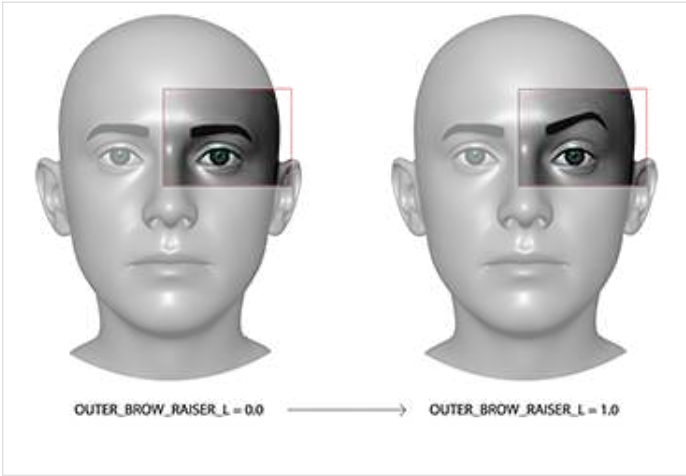 OUTER_BROW_RAISER_L = 0.0
OUTER_BROW_RAISER_L = 1.0